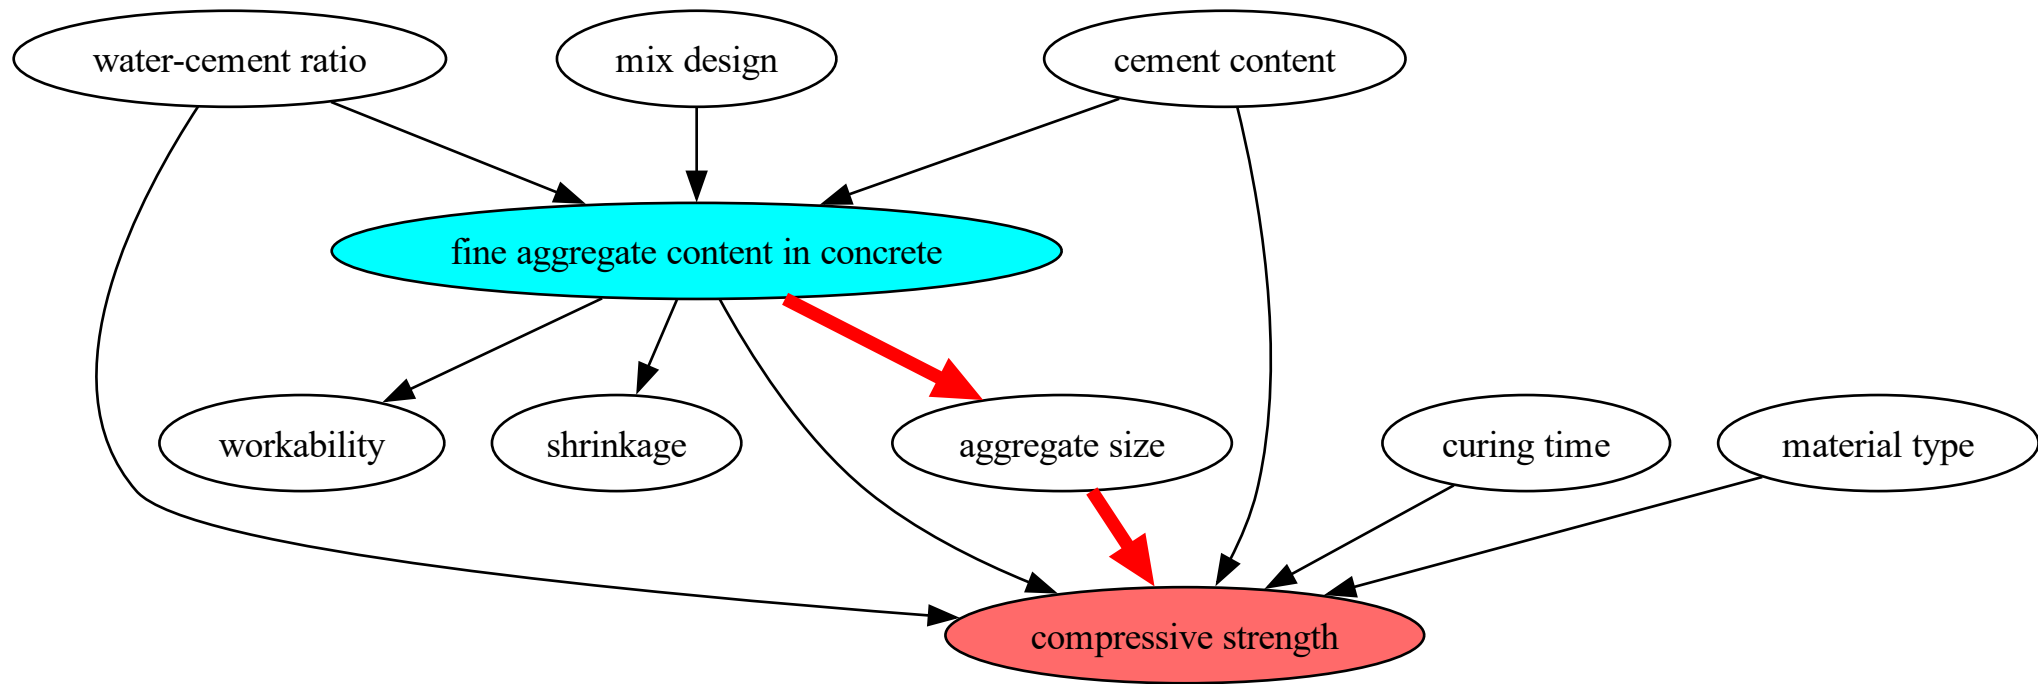 water-cement ratio
mix design
cement content
fine aggregate content in concrete
workability
shrinkage
aggregate size
curing time
material type
compressive strength